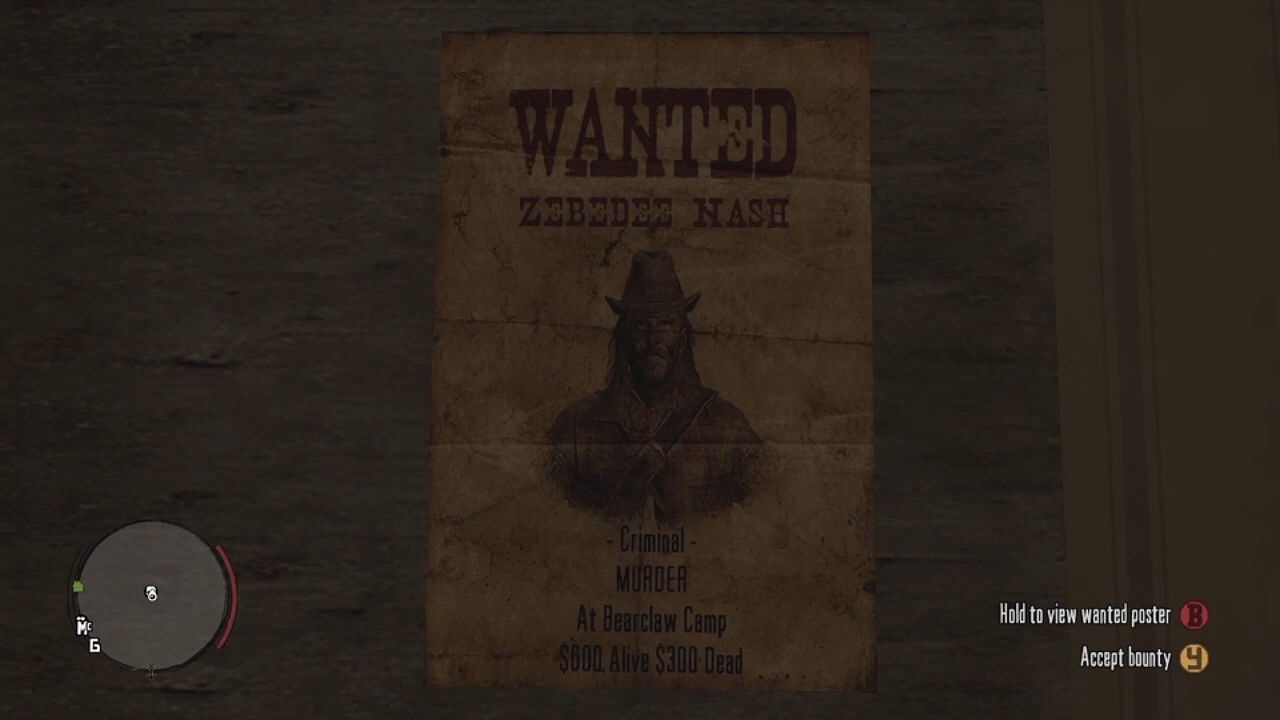 WANTED
ZEBEDEE NASH
- Criminal -
MURDER
At Bearclaw Camp
$600 Alive $300 Dead
Hold to view wanted poster B
Accept bounty Y
Mc
G